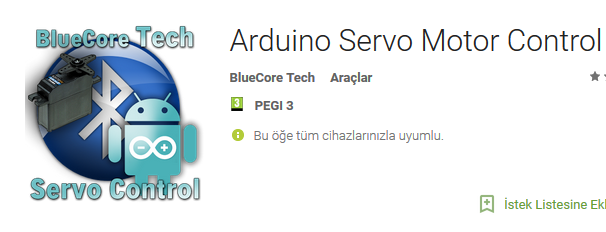 BlueCore Tech
Servo Control
Arduino Servo Motor Control
BlueCore Tech Araçlar
3 PEGI 3
Bu öğe tüm cihazlarınızla uyumlu.
İstek Listesine Ekl